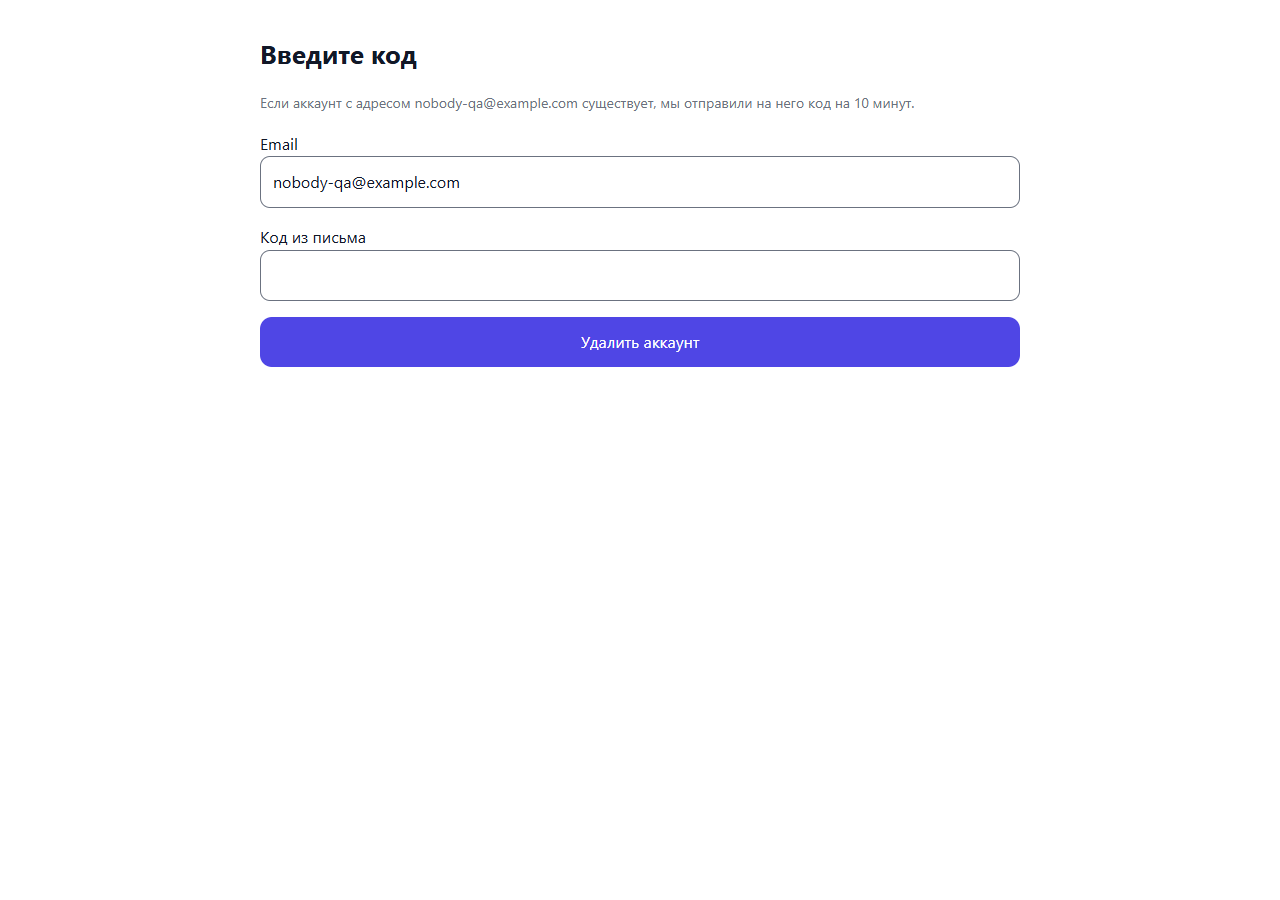 Введите код
Если аккаунт с адресом nobody-qa@example.com существует, мы отправили на него код на 10 минут.
Email
nobody-qa@example.com
Код из письма
Удалить аккаунт